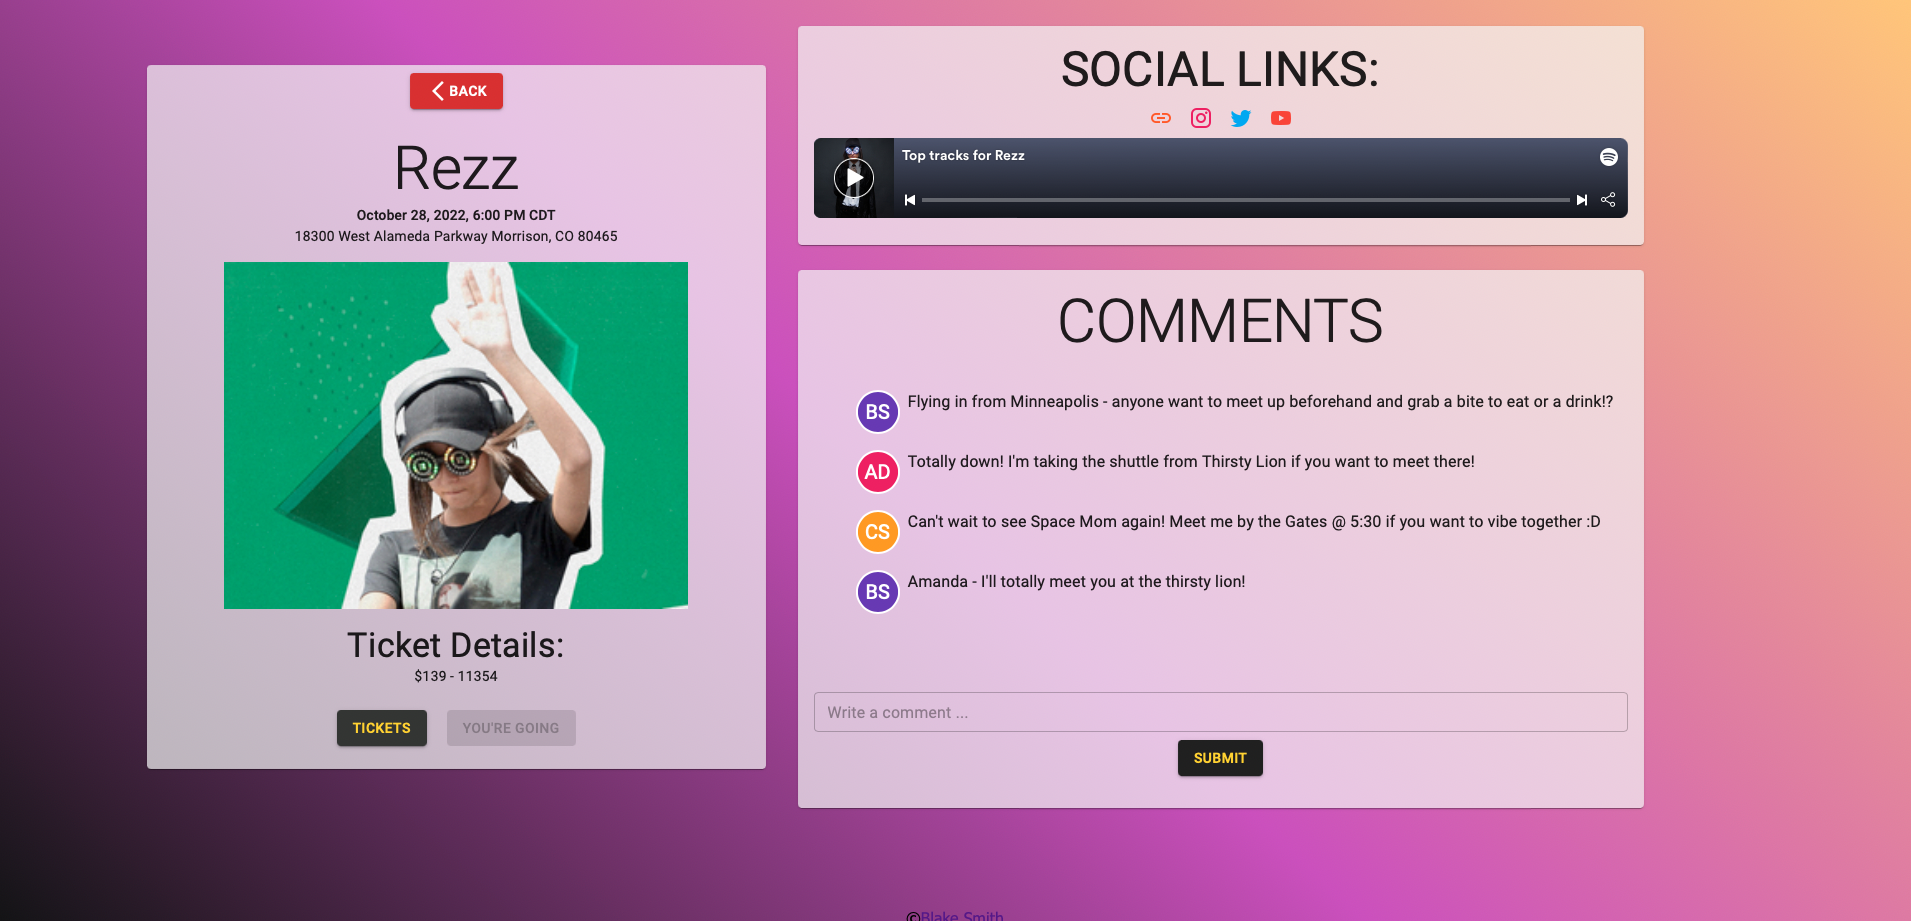 BACK
Rezz
October 28, 2022, 6:00 PM CDT
18300 West Alameda Parkway Morrison, CO 80465
Ticket Details:
$139 - 11354
TICKETS
YOU'RE GOING
SOCIAL LINKS:
Top tracks for Rezz
COMMENTS
BS
Flying in from Minneapolis - anyone want to meet up beforehand and grab a bite to eat or a drink!?
AD
Totally down! I'm taking the shuttle from Thirsty Lion if you want to meet there!
CS
Can't wait to see Space Mom again! Meet me by the Gates @ 5:30 if you want to vibe together :D
BS
Amanda - I'll totally meet you at the thirsty lion!
Write a comment ...
SUBMIT
©Blake Smith